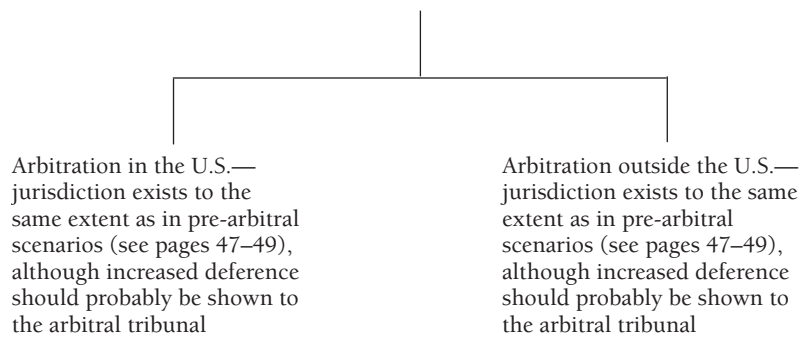 Arbitration in the U.S.—
jurisdiction exists to the
same extent as in pre-arbitral
scenarios (see pages 47–49),
although increased deference
should probably be shown to
the arbitral tribunal
Arbitration outside the U.S.—
jurisdiction exists to the same
extent as in pre-arbitral
scenarios (see pages 47–49),
although increased deference
should probably be shown to
the arbitral tribunal